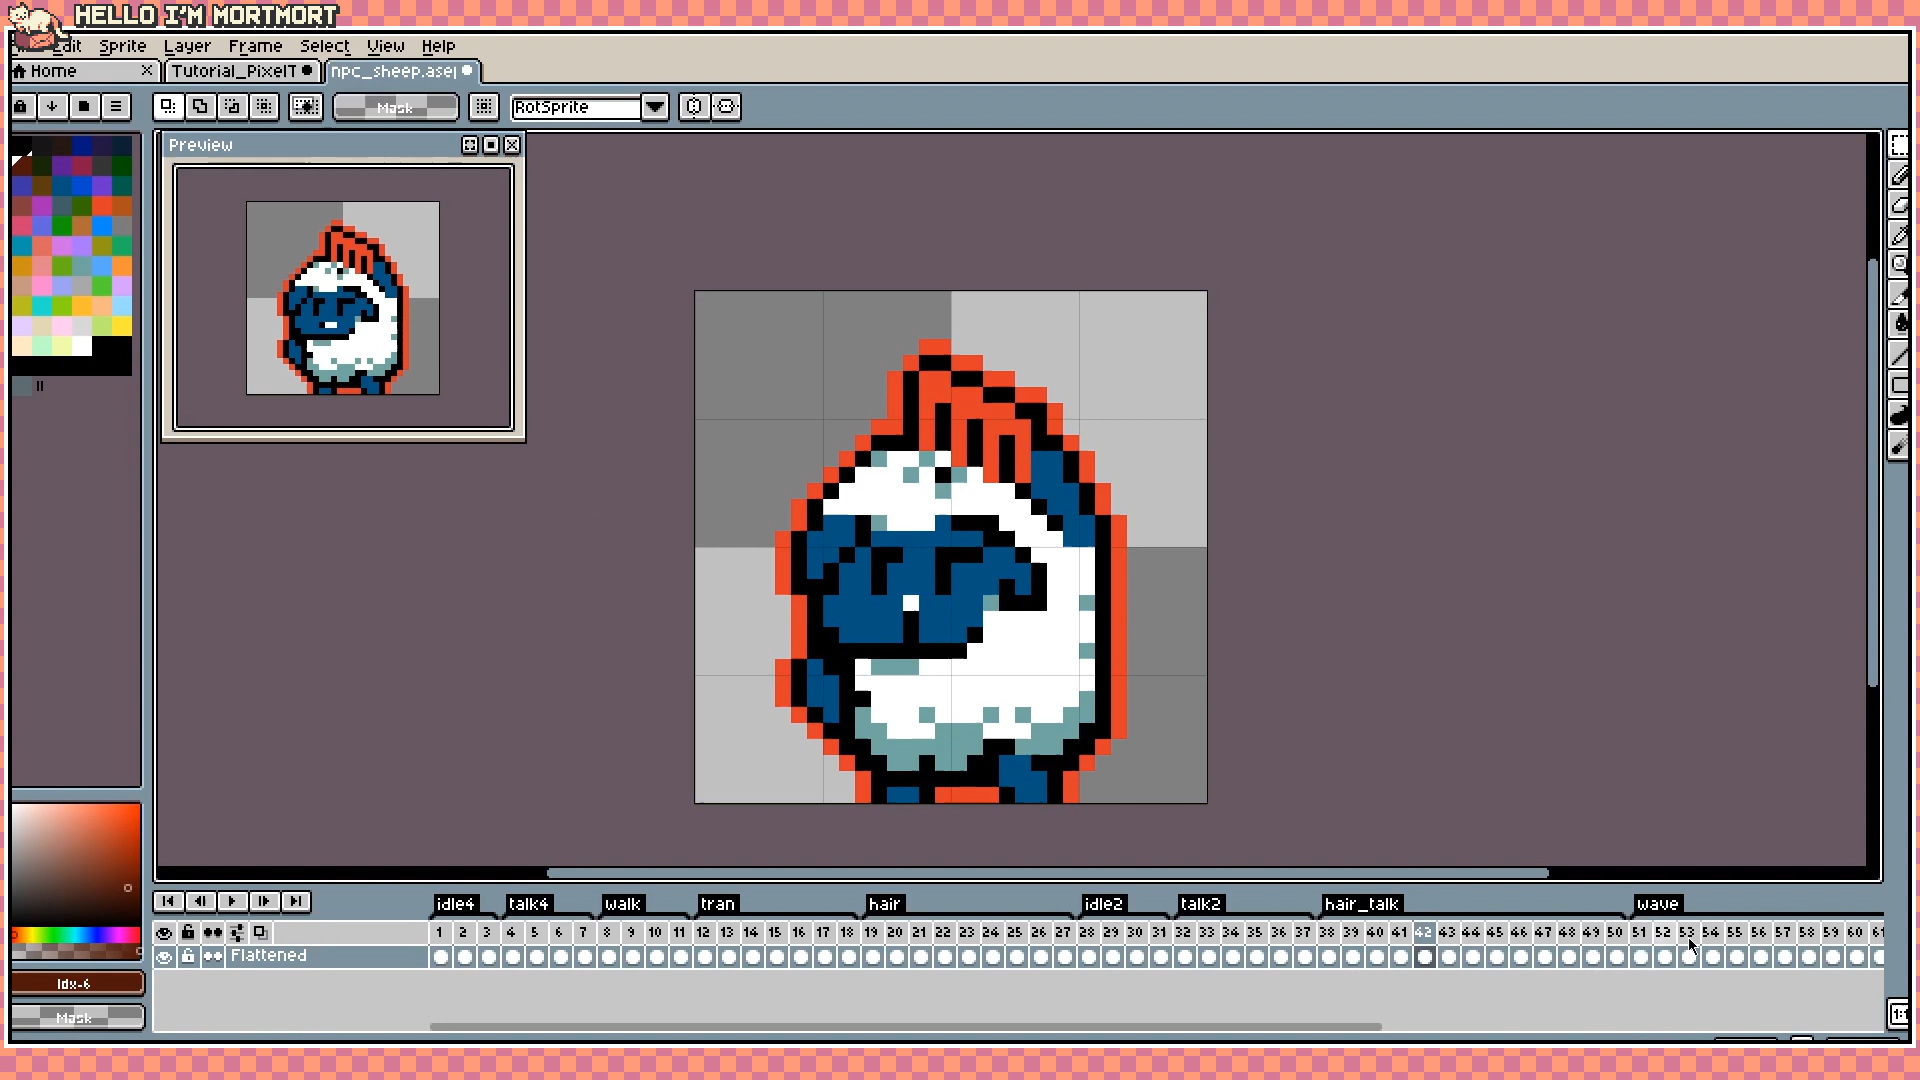 HELLO I'M MORTMORT
Edit Sprite Layer Frame Select View Help
Home Tutorial_PixelT npc_sheep.ase
Mask RotSprite
Preview
idle4 talk4 walk tran hair idle2 talk2 hair_talk wave
1 2 3 4 5 6 7 8 9 10 11 12 13 14 15 16 17 18 19 20 21 22 23 24 25 26 27 28 29 30 31 32 33 34 35 36 37 38 39 40 41 42 43 44 45 46 47 48 49 50 51 52 53 54 55 56 57 58 59 60 61
Flattened
Idx-6
Mask
1:1